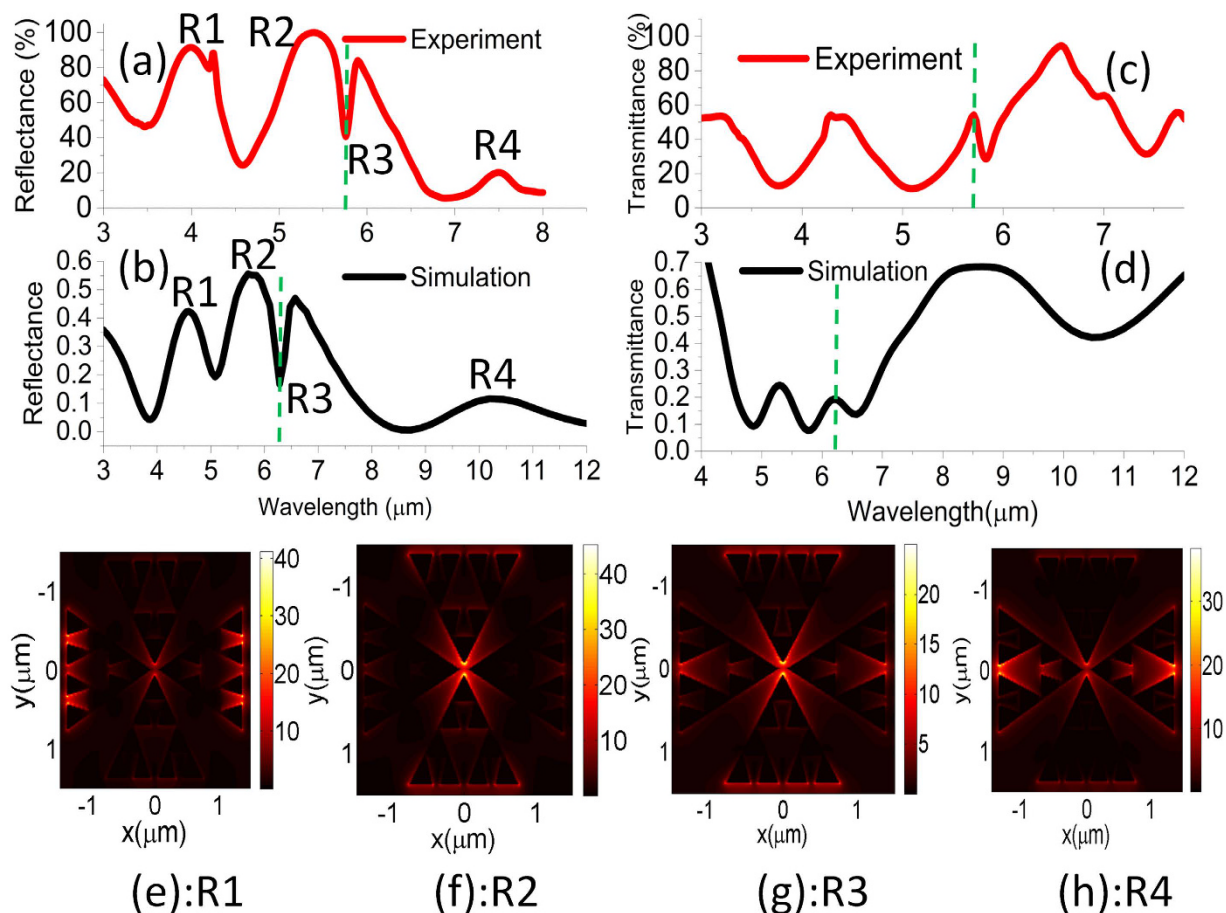 Reflectance (%)
100
80
60
40
20
0
(a)
R1
R2
Experiment
R3
R4
3
4
5
6
7
8
Transmittance (%)
100
80
60
40
20
0
Experiment
(c)
3
4
5
6
7
Reflectance
0.6
0.5
0.4
0.3
0.2
0.1
0.0
(b)
R1
R2
Simulation
R3
R4
3 4 5 6 7 8 9 10 11 12
Wavelength (μm)
Transmittance
0.7
0.6
0.5
0.4
0.3
0.2
0.1
0.0
Simulation
(d)
4 5 6 7 8 9 10 11 12
Wavelength(μm)
y(μm)
-1
0
1
-1 0 1
x(μm)
40
30
20
10
y(μm)
-1
0
1
-1 0 1
x(μm)
40
30
20
10
y(μm)
-1
0
1
-1 0 1
x(μm)
20
15
10
5
y(μm)
-1
0
1
-1 0 1
x(μm)
30
20
10
(e):R1
(f):R2
(g):R3
(h):R4